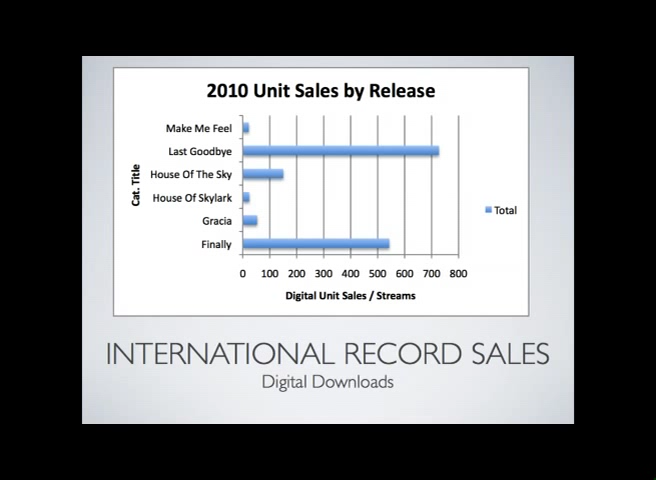 2010 Unit Sales by Release
Cat. Title
Make Me Feel
Last Goodbye
House Of The Sky
House Of Skylark
Gracia
Finally
0 100 200 300 400 500 600 700 800
Digital Unit Sales / Streams
Total
INTERNATIONAL RECORD SALES
Digital Downloads